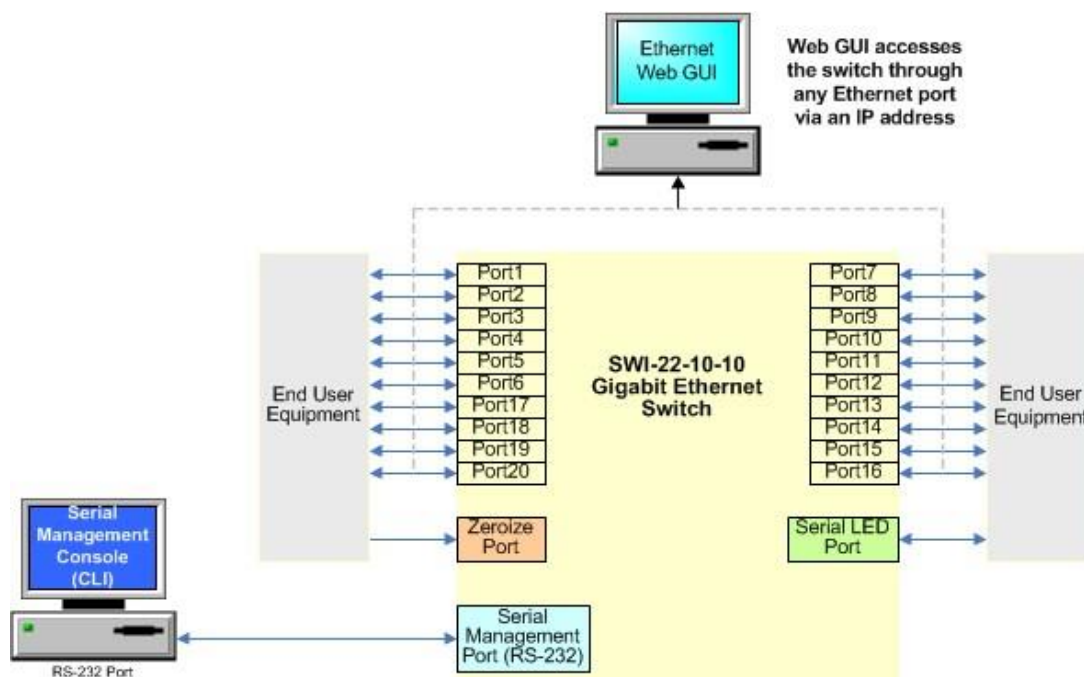 Ethernet
Web GUI
Web GUI accesses
the switch through
any Ethernet port
via an IP address
End User
Equipment
Port1
Port2
Port3
Port4
Port5
Port6
Port17
Port18
Port19
Port20
SWI-22-10-10
Gigabit Ethernet
Switch
Port7
Port8
Port9
Port10
Port11
Port12
Port13
Port14
Port15
Port16
End User
Equipment
Zeroize
Port
Serial LED
Port
Serial
Management
Console
(CLI)
RS-232 Port
Serial
Management
Port (RS-232)